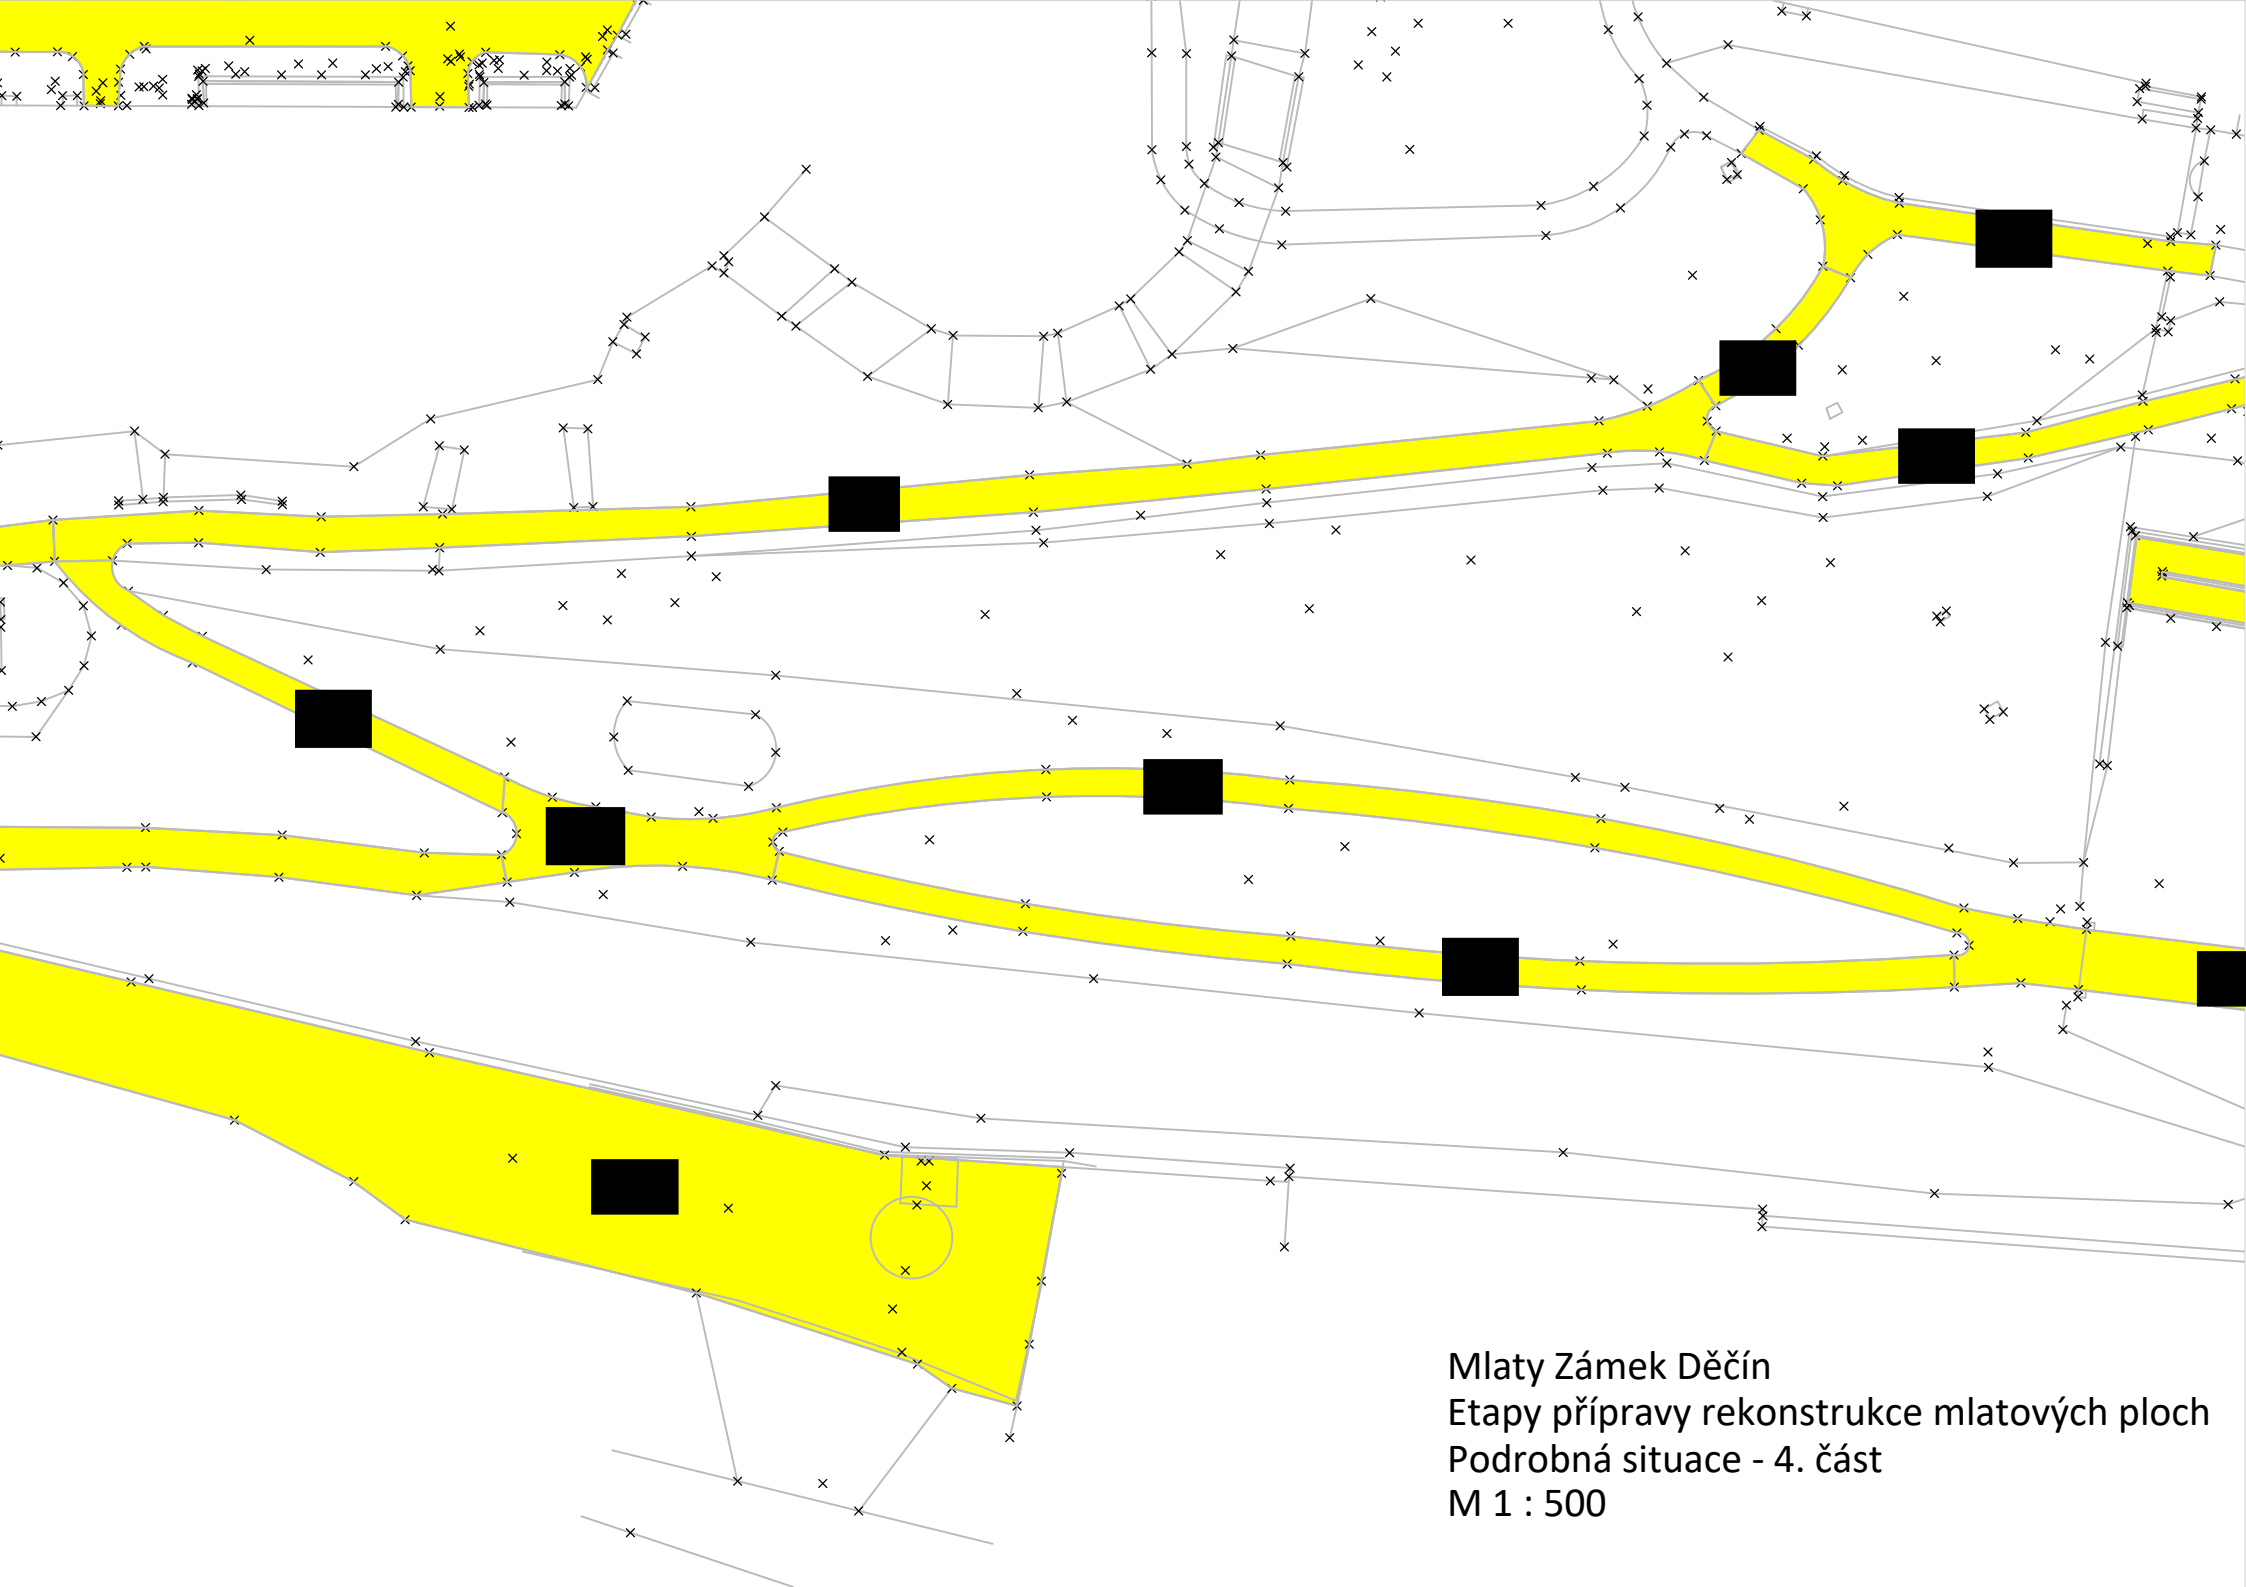 Mlaty Zámek Děčín
Etapy přípravy rekonstrukce mlatových ploch
Podrobná situace - 4. část
M 1 : 500